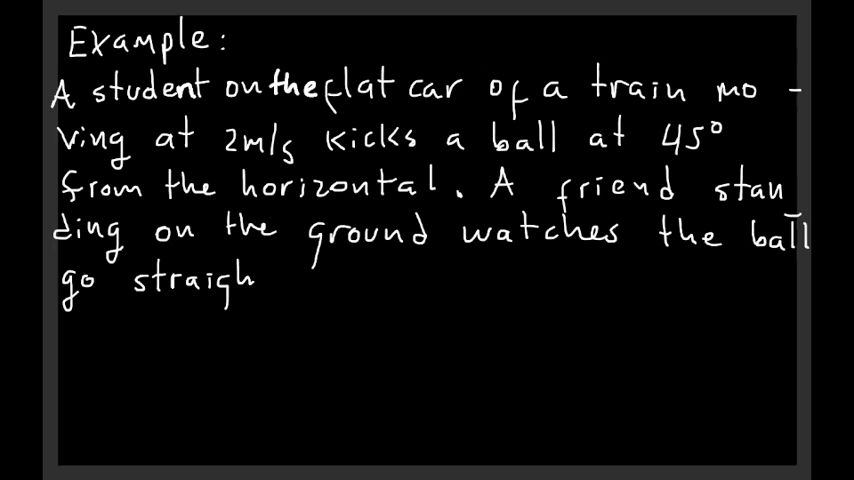 Example:
A student on the flat car of a train mo-
ving at 2m/s kicks a ball at 45°
from the horizontal. A friend stan
ding on the ground watches the ball
go straigh